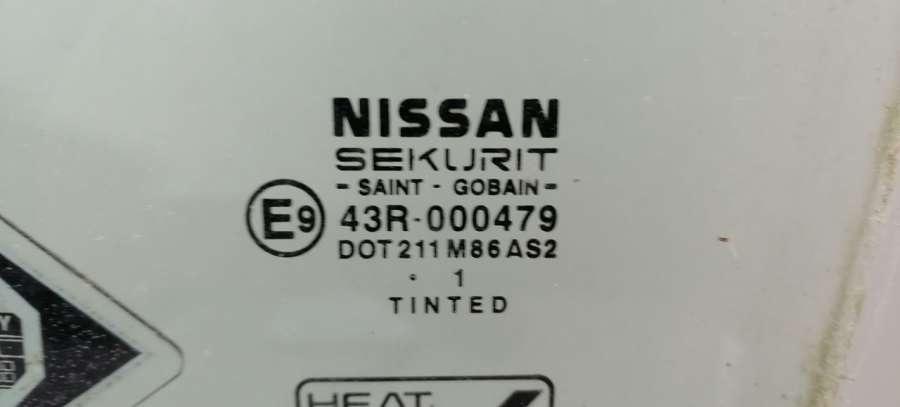 NISSAN
SEKURIT
- SAINT - GOBAIN -
E9 43R-000479
DOT 211 M86 AS2
· 1
TINTED
HEAT